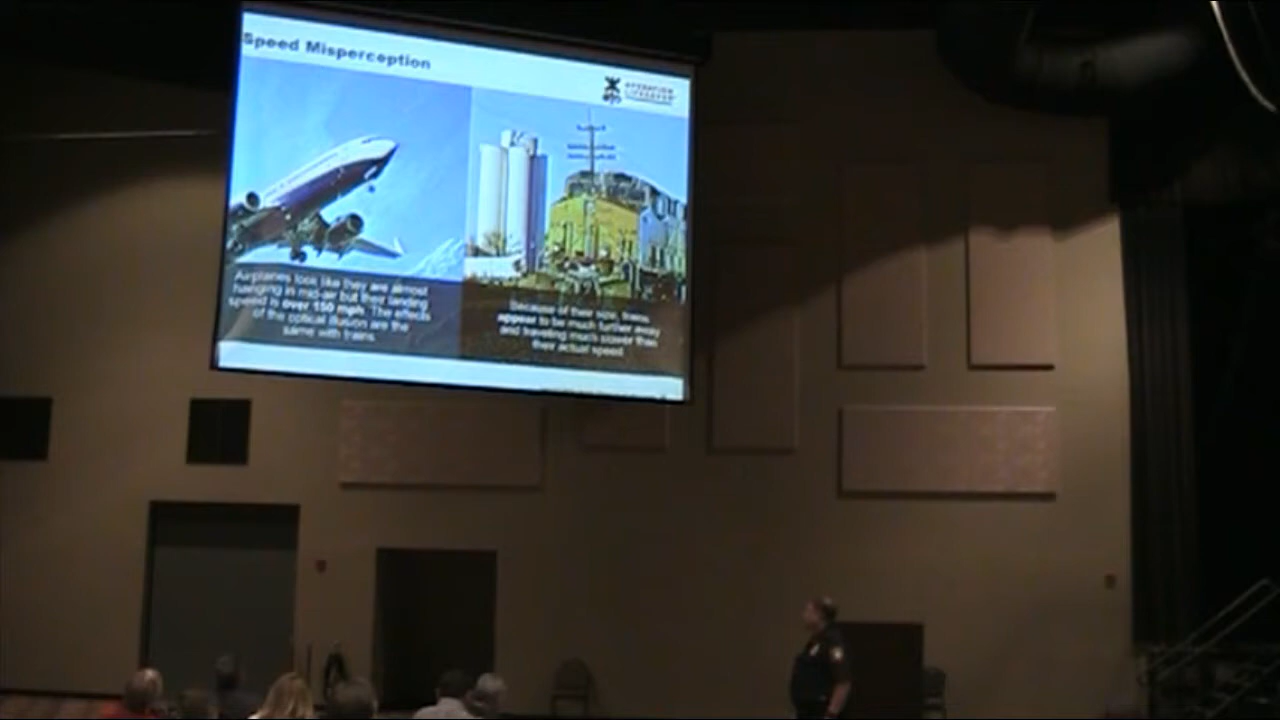 Speed Misperception
OPERATION
LIFESAVER
Airplanes look like they are almost
hanging in mid-air but their landing
speed is over 150 mph. The effects
of the optical illusion are the
same with trains.
Because of their size, trains
appear to be much further away
and traveling much slower than
their actual speed